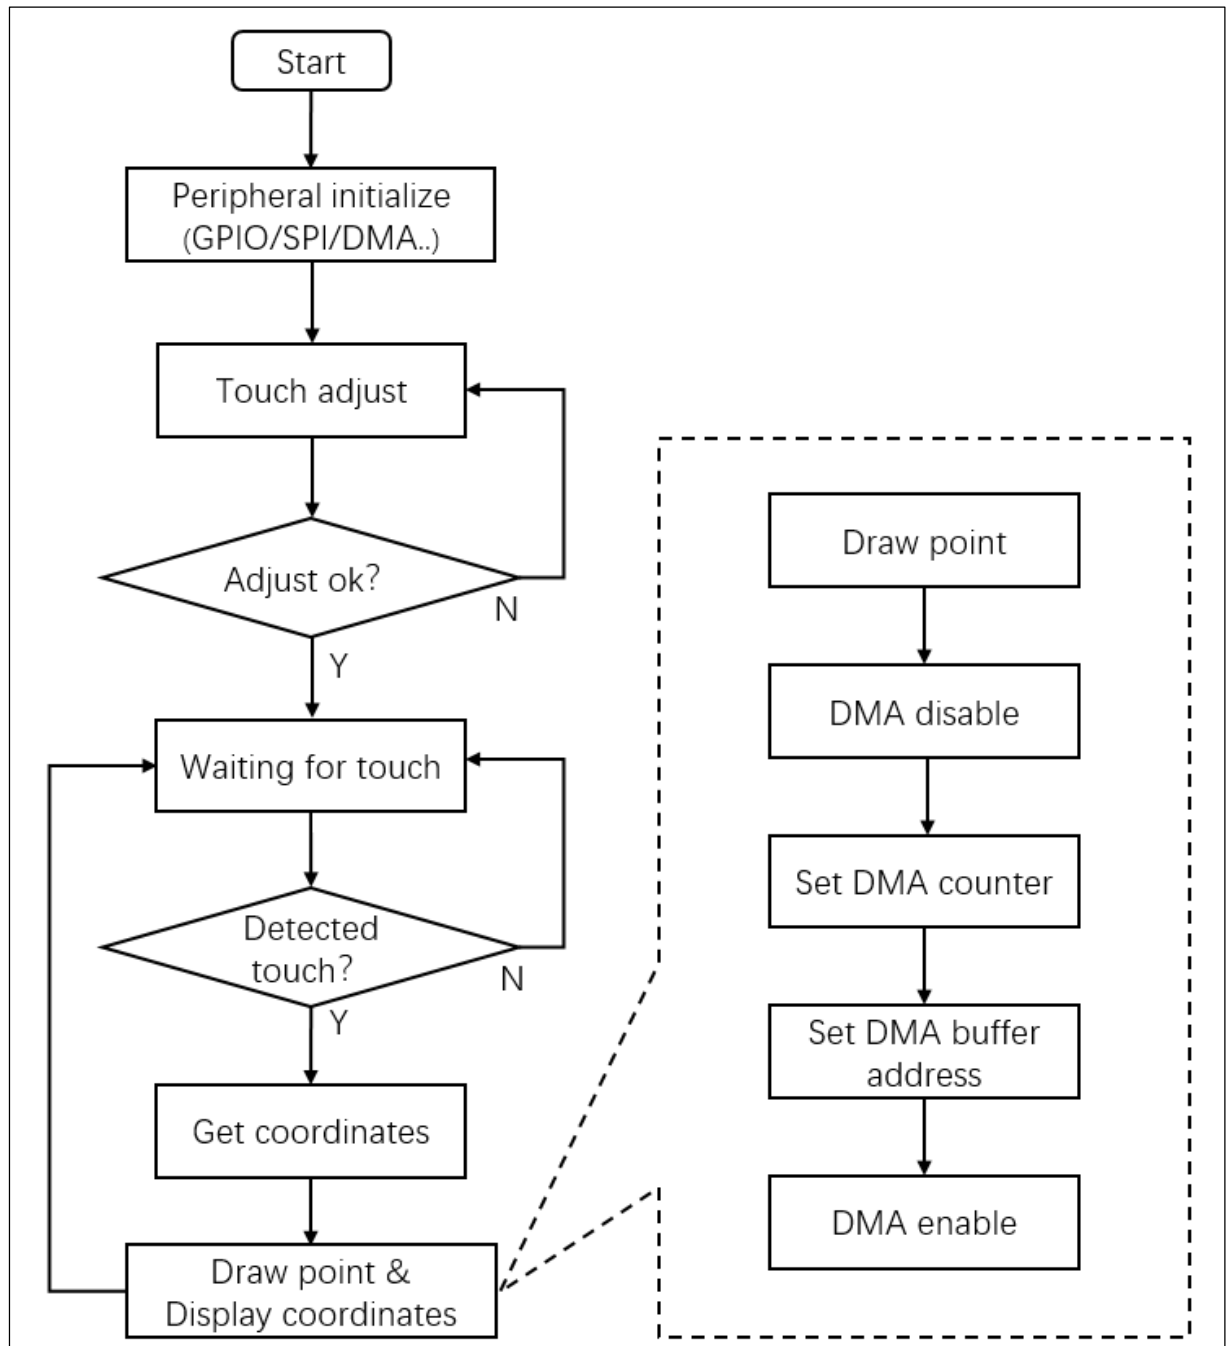 Start
Peripheral initialize
(GPIO/SPI/DMA..)
Touch adjust
Adjust ok?
N
Y
Waiting for touch
Detected
touch?
N
Y
Get coordinates
Draw point &
Display coordinates
Draw point
DMA disable
Set DMA counter
Set DMA buffer
address
DMA enable